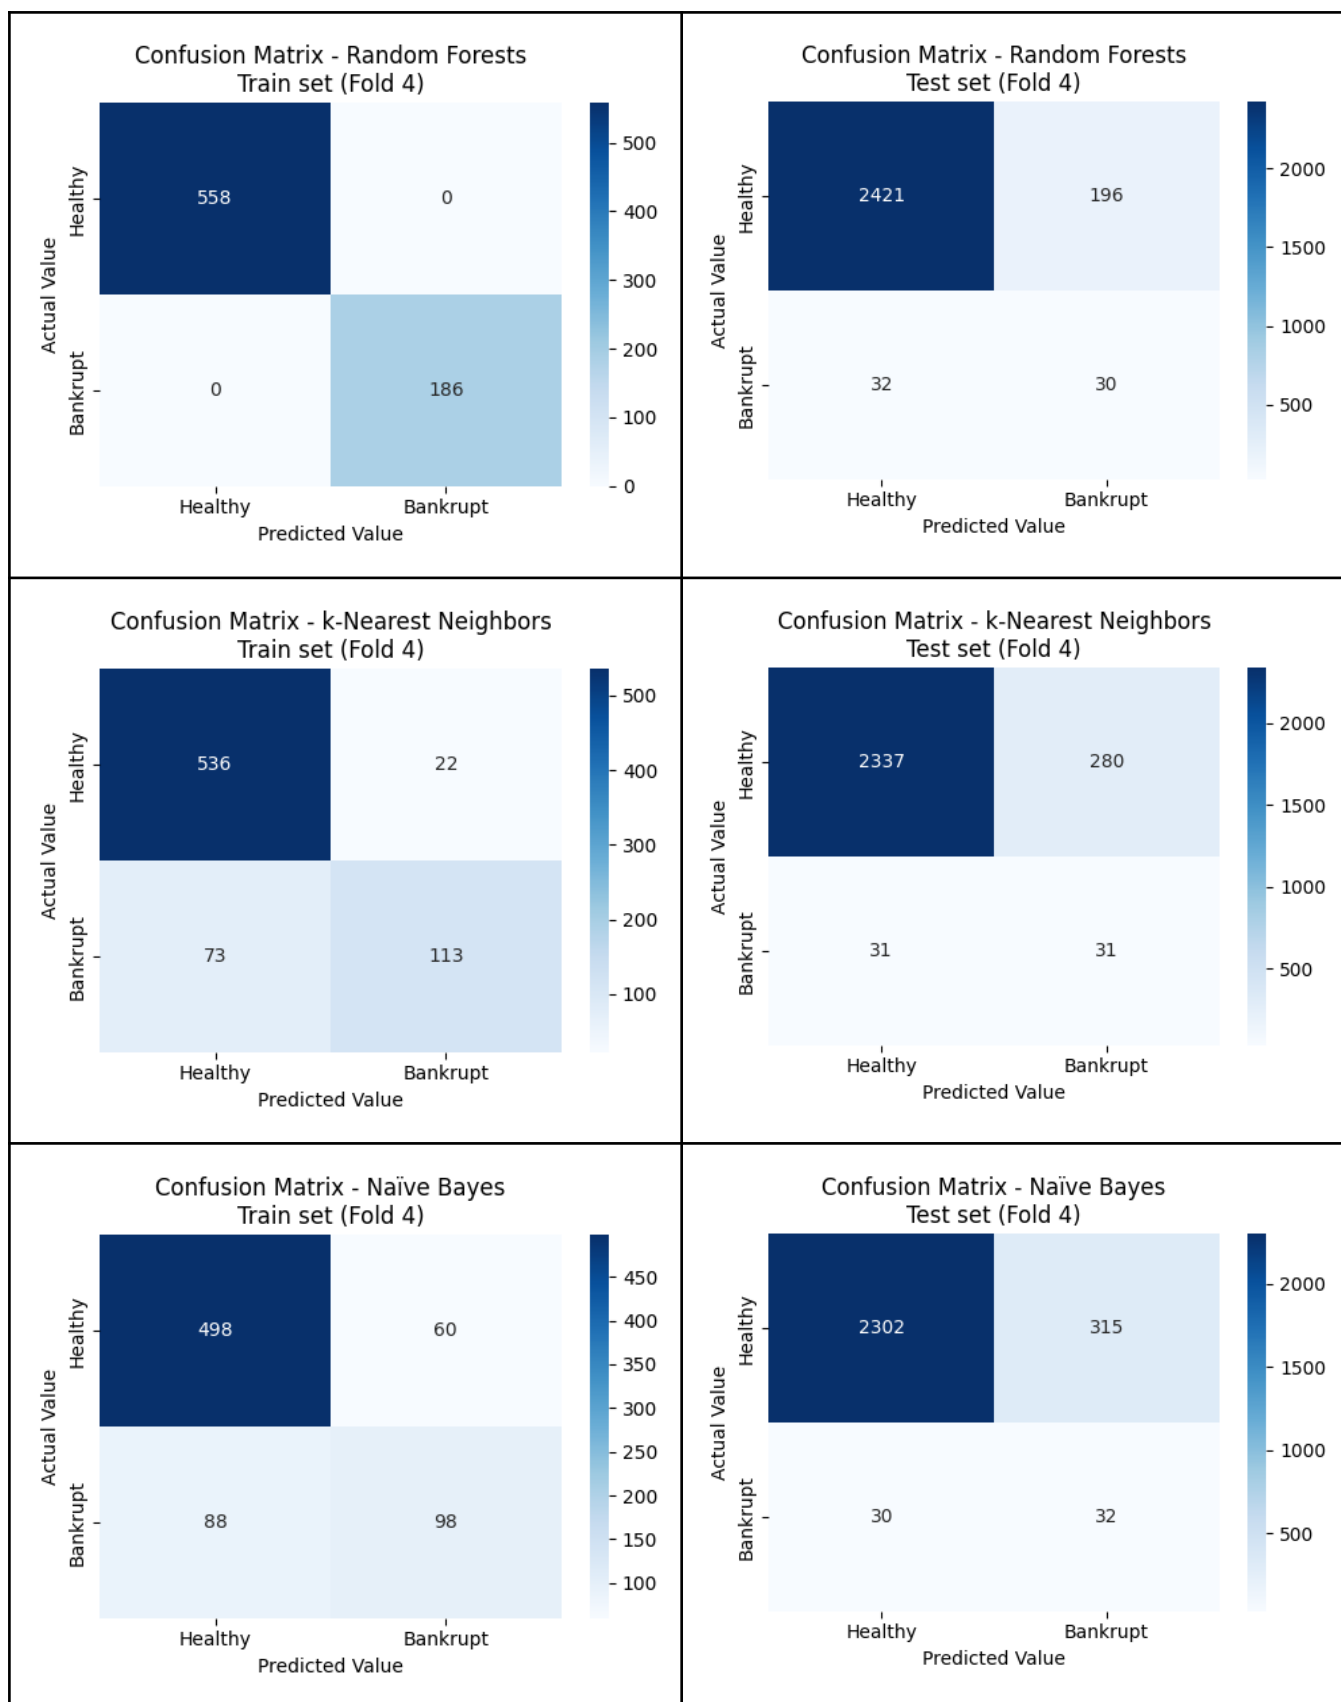 Confusion Matrix - Random Forests
Train set (Fold 4)
Actual Value
Healthy
Bankrupt
558
0
0
186
500
400
300
200
100
0
Healthy
Bankrupt
Predicted Value
Confusion Matrix - Random Forests
Test set (Fold 4)
Actual Value
Healthy
Bankrupt
2421
196
32
30
2000
1500
1000
500
Healthy
Bankrupt
Predicted Value
Confusion Matrix - k-Nearest Neighbors
Train set (Fold 4)
Actual Value
Healthy
Bankrupt
536
22
73
113
500
400
300
200
100
Healthy
Bankrupt
Predicted Value
Confusion Matrix - k-Nearest Neighbors
Test set (Fold 4)
Actual Value
Healthy
Bankrupt
2337
280
31
31
2000
1500
1000
500
Healthy
Bankrupt
Predicted Value
Confusion Matrix - Naïve Bayes
Train set (Fold 4)
Actual Value
Healthy
Bankrupt
498
60
88
98
450
400
350
300
250
200
150
100
Healthy
Bankrupt
Predicted Value
Confusion Matrix - Naïve Bayes
Test set (Fold 4)
Actual Value
Healthy
Bankrupt
2302
315
30
32
2000
1500
1000
500
Healthy
Bankrupt
Predicted Value